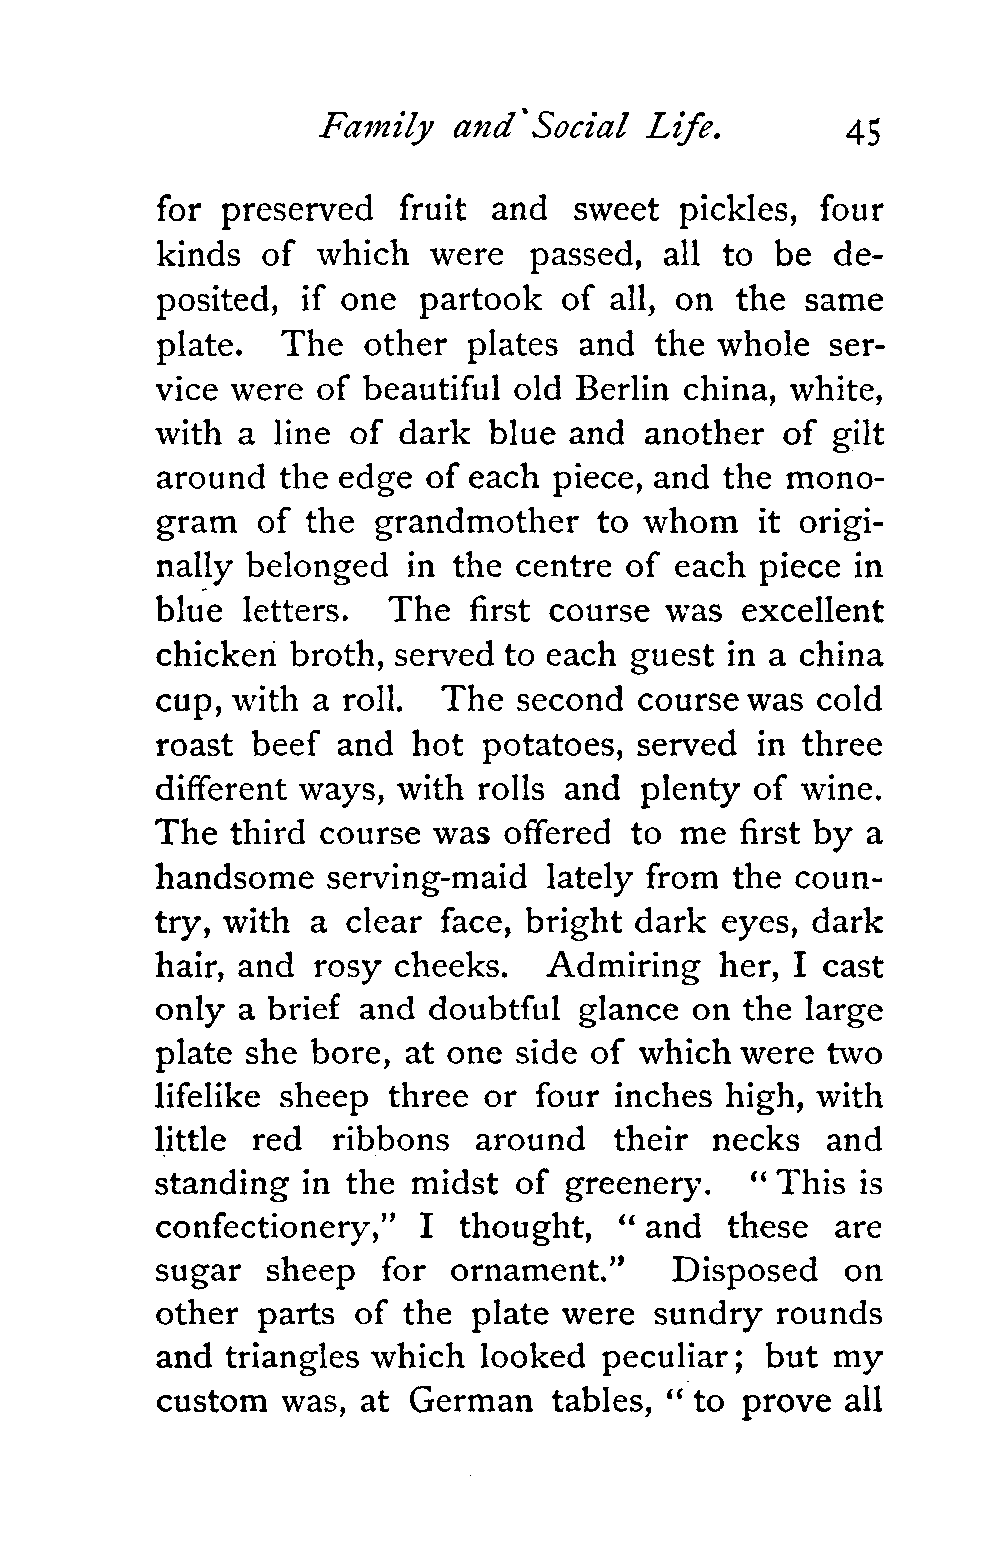 Family and Social Life. 45
for preserved fruit and sweet pickles, four
kinds of which were passed, all to be de-
posited, if one partook of all, on the same
plate. The other plates and the whole ser-
vice were of beautiful old Berlin china, white,
with a line of dark blue and another of gilt
around the edge of each piece, and the mono-
gram of the grandmother to whom it origi-
nally belonged in the centre of each piece in
blue letters. The first course was excellent
chicken broth, served to each guest in a china
cup, with a roll. The second course was cold
roast beef and hot potatoes, served in three
different ways, with rolls and plenty of wine.
The third course was offered to me first by a
handsome serving-maid lately from the coun-
try, with a clear face, bright dark eyes, dark
hair, and rosy cheeks. Admiring her, I cast
only a brief and doubtful glance on the large
plate she bore, at one side of which were two
lifelike sheep three or four inches high, with
little red ribbons around their necks and
standing in the midst of greenery. “ This is
confectionery,” I thought, “ and these are
sugar sheep for ornament.” Disposed on
other parts of the plate were sundry rounds
and triangles which looked peculiar; but my
custom was, at German tables, “ to prove all